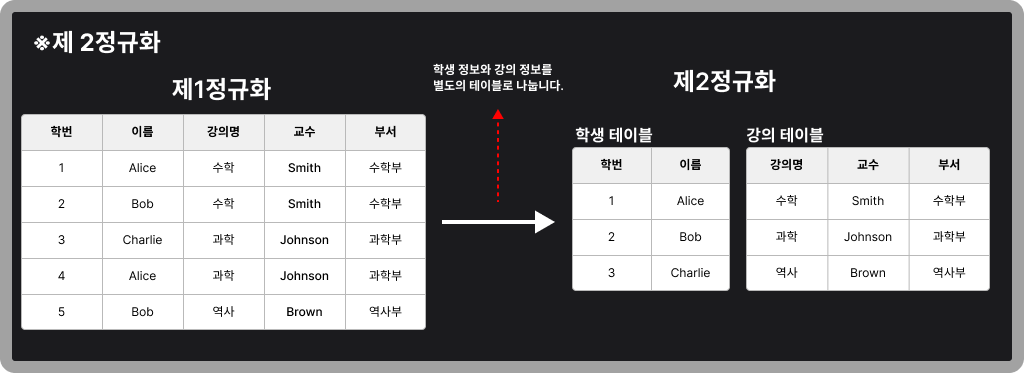 ※제 2정규화
제1정규화
학번 이름 강의명 교수 부서
1 Alice 수학 Smith 수학부
2 Bob 수학 Smith 수학부
3 Charlie 과학 Johnson 과학부
4 Alice 과학 Johnson 과학부
5 Bob 역사 Brown 역사부
학생 정보와 강의 정보를
별도의 테이블로 나눕니다.
제2정규화
학생 테이블
학번 이름
1 Alice
2 Bob
3 Charlie
강의 테이블
강의명 교수 부서
수학 Smith 수학부
과학 Johnson 과학부
역사 Brown 역사부